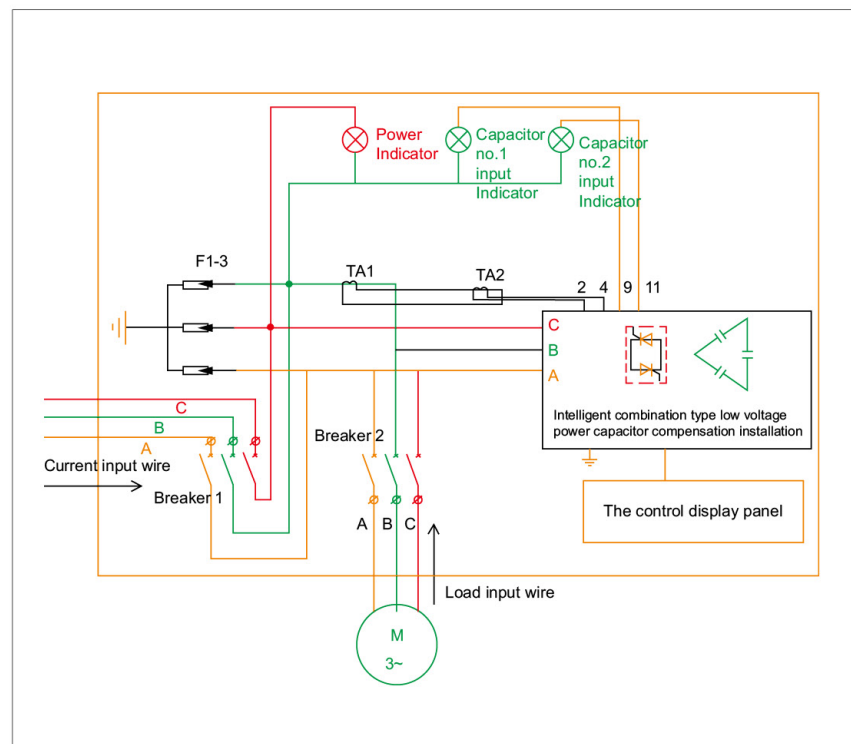 Power
Indicator
Capacitor
no.1
input
Indicator
Capacitor
no.2
input
Indicator
F1-3
TA1
TA2
2 4 9 11
C
B
A
C
B
A
Intelligent combination type low voltage
power capacitor compensation installation
Breaker 2
Current input wire
Breaker 1
The control display panel
A B C
Load input wire
M
3~